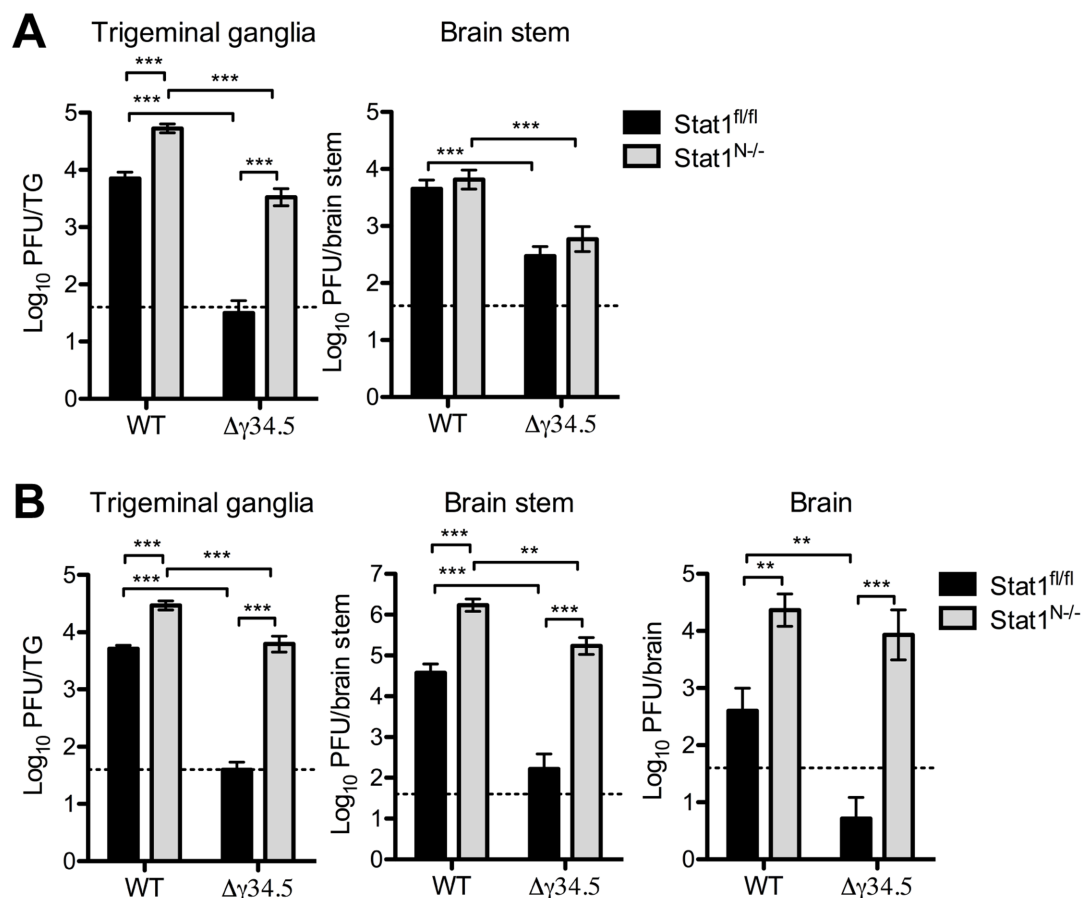 A
Trigeminal ganglia
Brain stem
***
***
***
***
***
***
Log10 PFU/TG
5
4
3
2
1
0
WT
Δγ34.5
Log10 PFU/brain stem
5
4
3
2
1
0
WT
Δγ34.5
Stat1fl/fl
Stat1N-/-
B
Trigeminal ganglia
Brain stem
Brain
***
***
***
***
Log10 PFU/TG
5
4
3
2
1
0
WT
Δγ34.5
***
**
***
***
Log10 PFU/brain stem
7
6
5
4
3
2
1
0
WT
Δγ34.5
**
**
***
Log10 PFU/brain
5
4
3
2
1
0
WT
Δγ34.5
Stat1fl/fl
Stat1N-/-